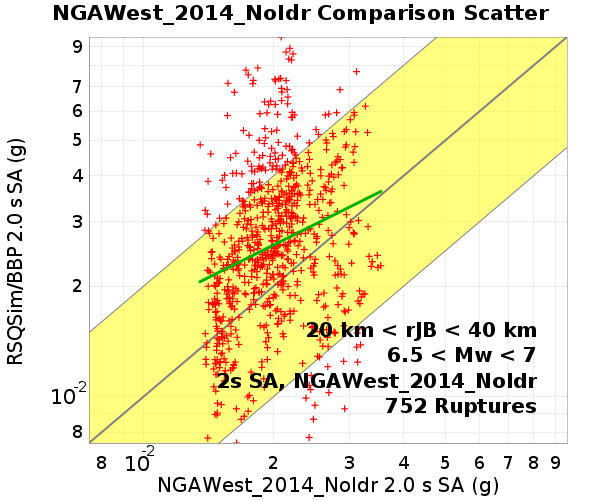 NGAWest_2014_NoIdr Comparison Scatter
RSQSim/BBP 2.0 s SA (g)
9
7
6
5
4
3
2
10-2
8
20 km < rJB < 40 km
6.5 < Mw < 7
2s SA, NGAWest_2014_NoIdr
752 Ruptures
8 10-2 2 3 4 5 6 7 8 9
NGAWest_2014_NoIdr 2.0 s SA (g)